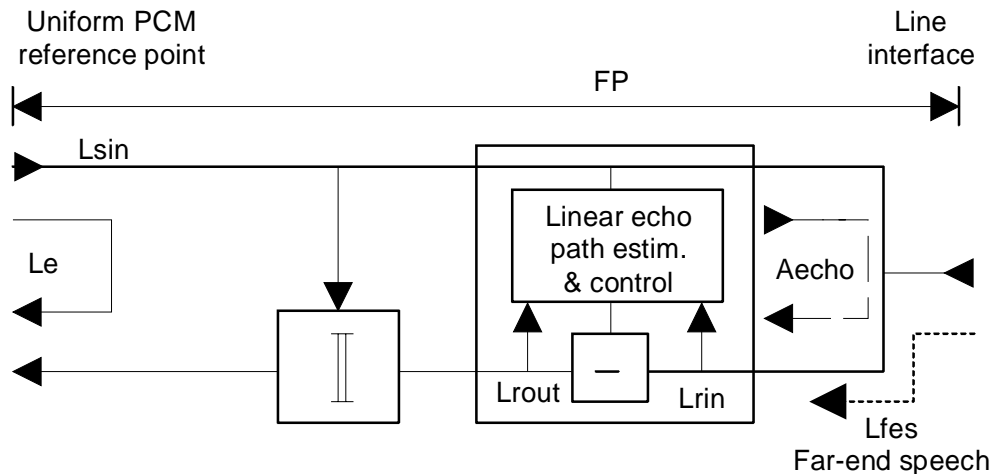 Uniform PCM
reference point
Line
interface
FP
Lsin
Linear echo
path estim.
& control
Le
Aecho
–
Lrout
Lrin
Lfes
Far-end speech